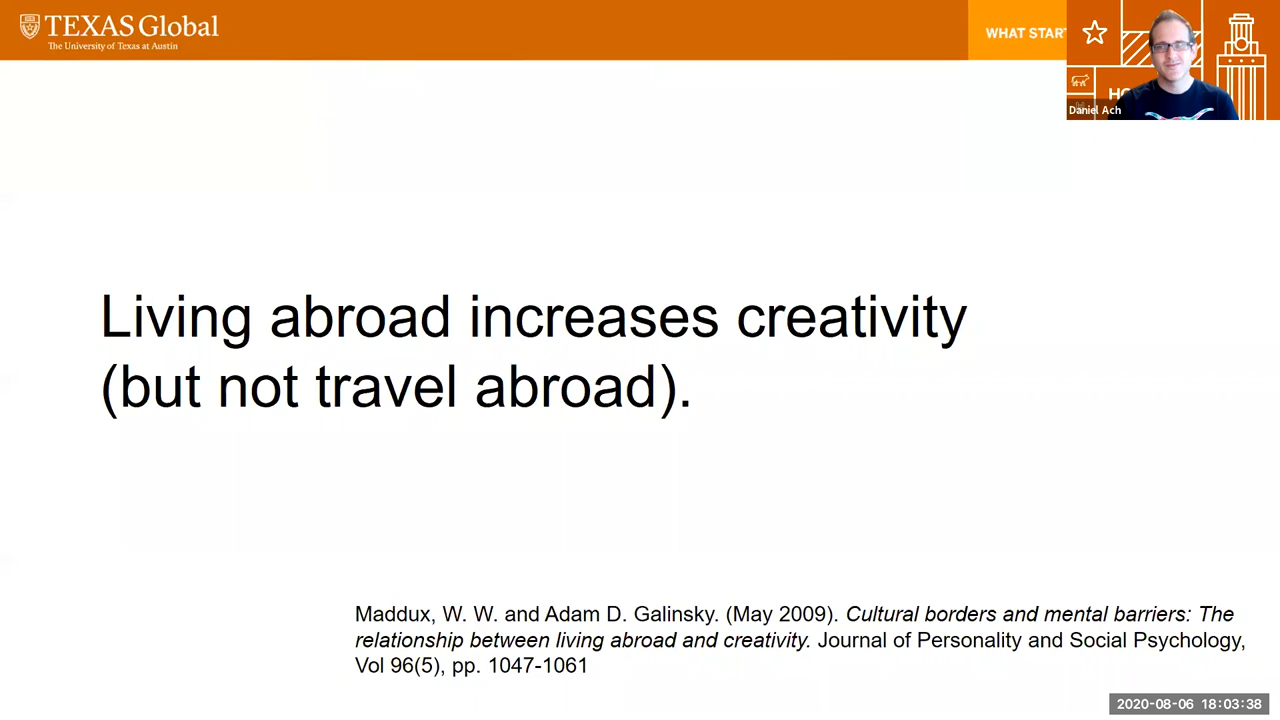 TEXAS Global
The University of Texas at Austin
WHAT STAR
Daniel Ach
Living abroad increases creativity
(but not travel abroad).
Maddux, W. W. and Adam D. Galinsky. (May 2009). Cultural borders and mental barriers: The
relationship between living abroad and creativity. Journal of Personality and Social Psychology,
Vol 96(5), pp. 1047-1061
2020-08-06 18:03:38